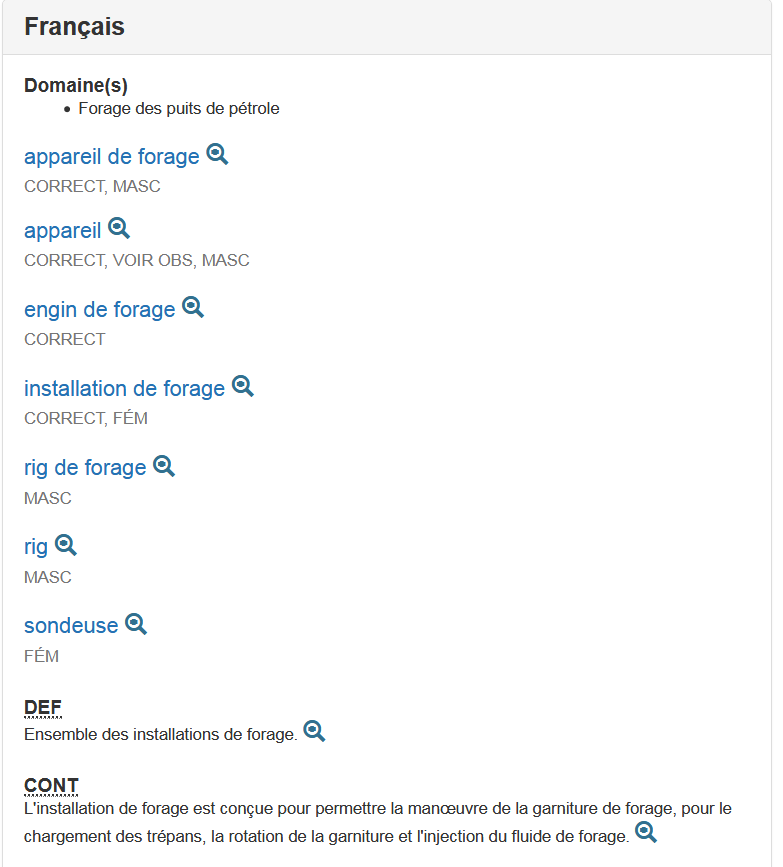 Français
Domaine(s)
• Forage des puits de pétrole
appareil de forage
CORRECT, MASC
appareil
CORRECT, VOIR OBS, MASC
engin de forage
CORRECT
installation de forage
CORRECT, FÉM
rig de forage
MASC
rig
MASC
sondeuse
FÉM
DEF
Ensemble des installations de forage.
CONT
L'installation de forage est conçue pour permettre la manœuvre de la garniture de forage, pour le
chargement des trépans, la rotation de la garniture et l'injection du fluide de forage.